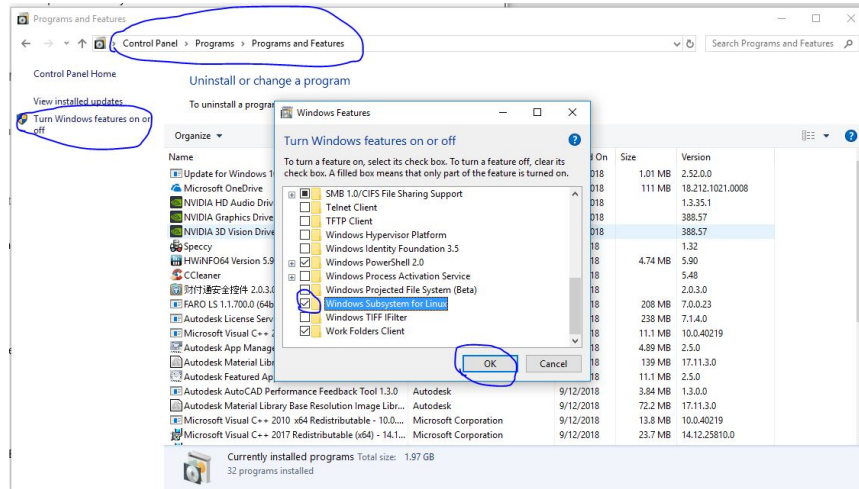 Programs and Features
Control Panel > Programs > Programs and Features
Search Programs and Features
Control Panel Home
View installed updates
Turn Windows features on or
off
Uninstall or change a program
To uninstall a program
Organize
Name
Size
Version
Update for Windows 1
018
1.01 MB
2.52.0.0
Microsoft OneDrive
018
111 MB
18.212.1021.0008
NVIDIA HD Audio Driv
018
1.3.35.1
NVIDIA Graphics Drive
018
388.57
NVIDIA 3D Vision Drive
018
388.57
Speccy
18
1.32
HWiNFO64 Version 5.9
18
4.74 MB
5.90
CCleaner
18
5.48
财付通安全控件 2.0.3.0
18
2.0.3.0
FARO LS 1.1.700.0 (64b
18
208 MB
7.0.0.23
Autodesk License Serv
18
238 MB
7.1.4.0
Microsoft Visual C++ 2
18
11.1 MB
10.0.40219
Autodesk App Manage
18
4.89 MB
2.5.0
Autodesk Material Libr
18
139 MB
17.11.3.0
Autodesk Featured Ap
18
11.1 MB
2.5.0
Autodesk AutoCAD Performance Feedback Tool 1.3.0
Autodesk
9/12/2018
3.84 MB
1.3.0.0
Autodesk Material Library Base Resolution Image Libr...
Autodesk
9/12/2018
72.2 MB
17.11.3.0
Microsoft Visual C++ 2010 x64 Redistributable - 10.0....
Microsoft Corporation
9/12/2018
13.8 MB
10.0.40219
Microsoft Visual C++ 2017 Redistributable (x64) - 14.1...
Microsoft Corporation
9/12/2018
23.7 MB
14.12.25810.0
Currently installed programs Total size: 1.97 GB
32 programs installed
Windows Features
Turn Windows features on or off
To turn a feature on, select its check box. To turn a feature off, clear its
check box. A filled box means that only part of the feature is turned on.
SMB 1.0/CIFS File Sharing Support
Telnet Client
TFTP Client
Windows Hypervisor Platform
Windows Identity Foundation 3.5
Windows PowerShell 2.0
Windows Process Activation Service
Windows Projected File System (Beta)
Windows Subsystem for Linux
Windows TIFF IFilter
Work Folders Client
OK
Cancel